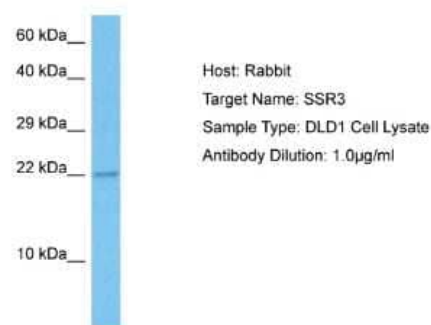 60 kDa
40 kDa
29 kDa
22 kDa
10 kDa
Host: Rabbit
Target Name: SSR3
Sample Type: DLD1 Cell Lysate
Antibody Dilution: 1.0µg/ml